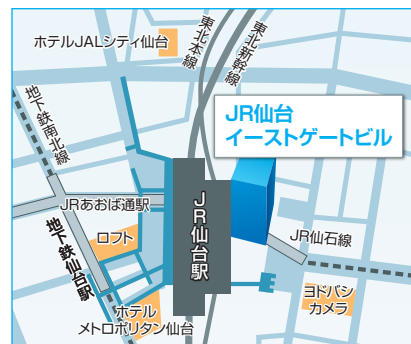 ホテルJALシティ仙台
東北本線
東北新幹線
地下鉄南北線
JR仙台
イーストゲートビル
JRあおば通駅
JR仙台駅
ロフト
JR仙石線
地下鉄仙台駅
ヨドバシ
カメラ
ホテル
メトロポリタン仙台